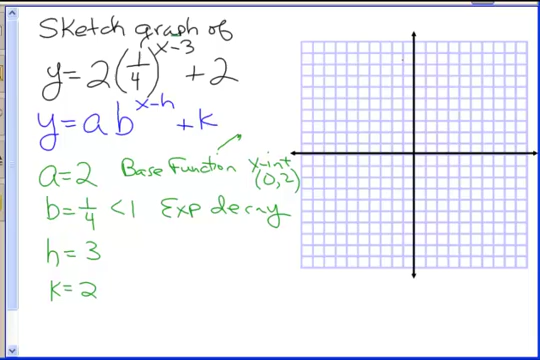 Sketch graph of
y = 2(1/4)^x-3 + 2
y = a b^x-h + k
a = 2 Base Function x-int (0,2)
b = 1/4 < 1 Exp decay
h = 3
k = 2